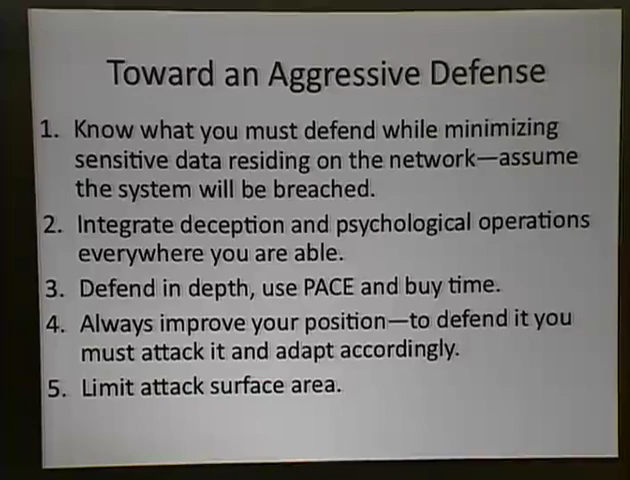 Toward an Aggressive Defense
1. Know what you must defend while minimizing
sensitive data residing on the network—assume
the system will be breached.
2. Integrate deception and psychological operations
everywhere you are able.
3. Defend in depth, use PACE and buy time.
4. Always improve your position—to defend it you
must attack it and adapt accordingly.
5. Limit attack surface area.